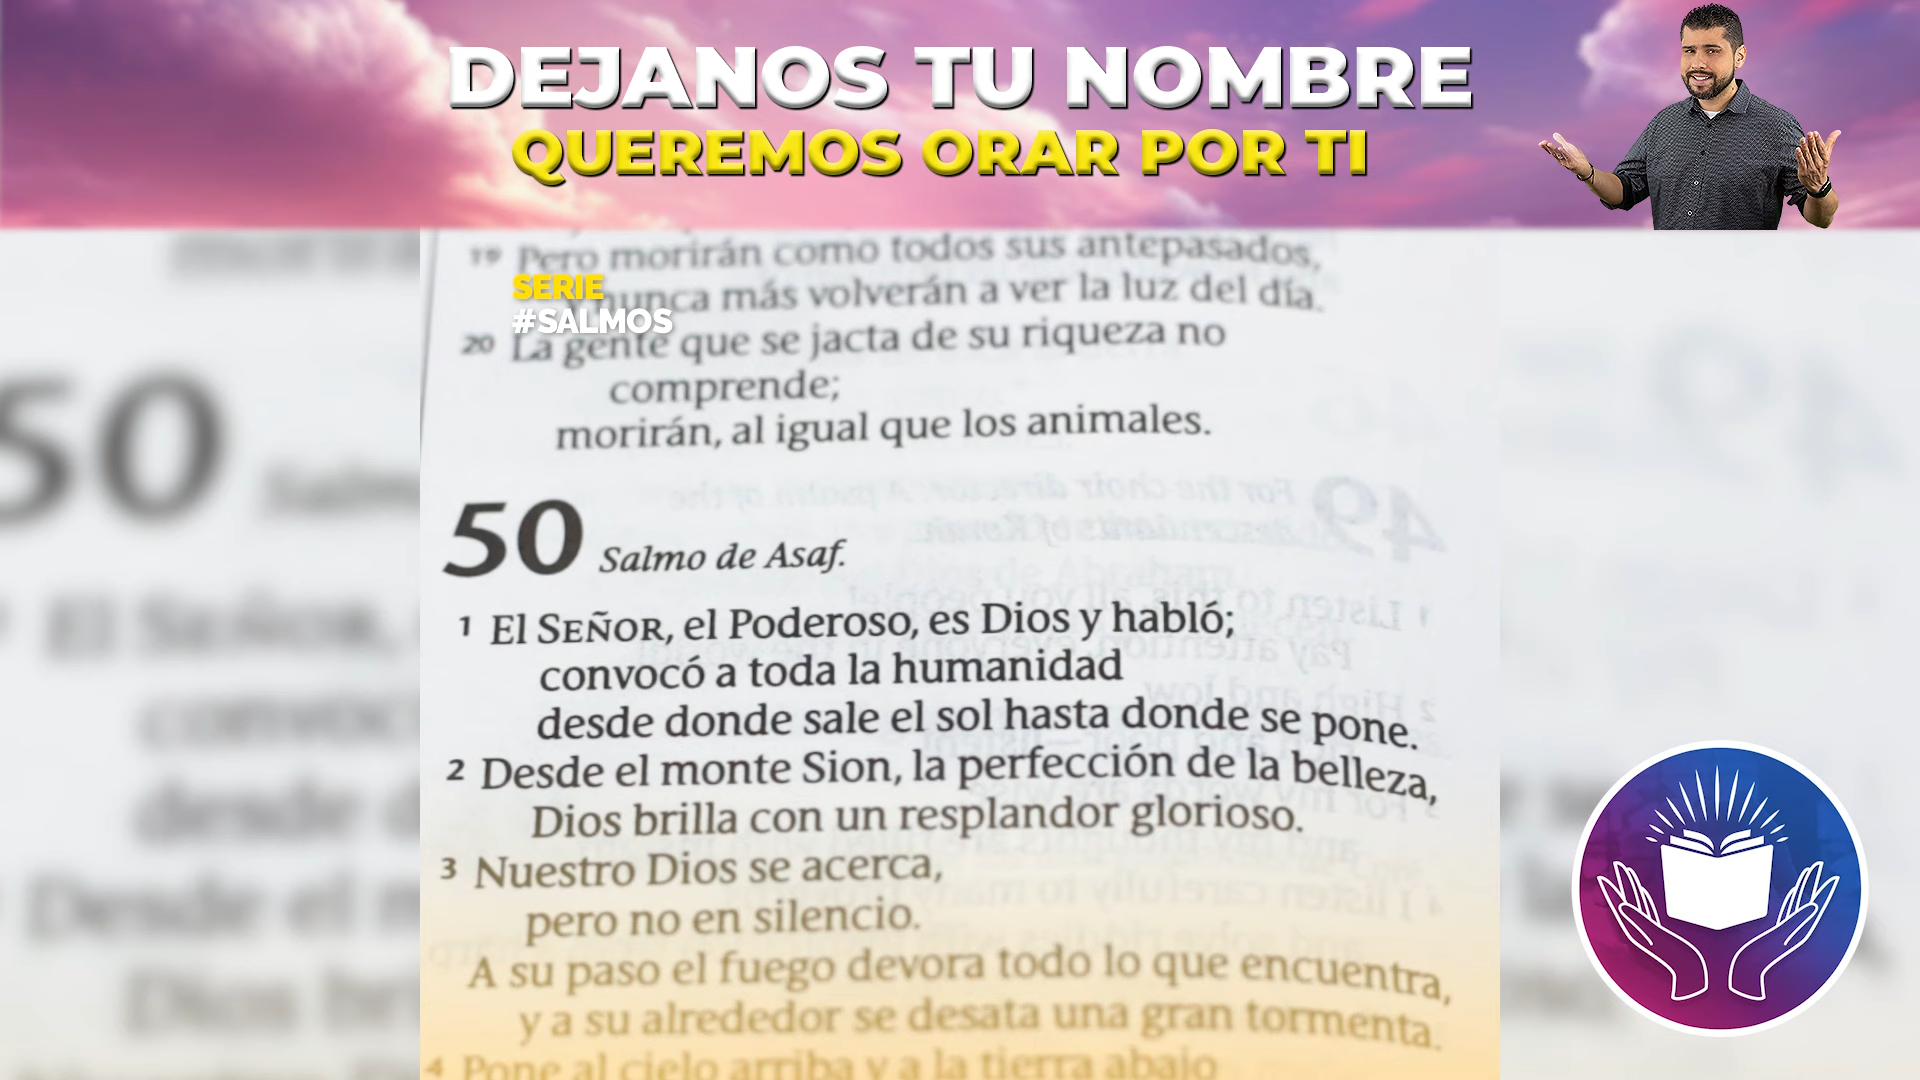 DEJANOS TU NOMBRE
QUEREMOS ORAR POR TI
19 Pero morirán como todos sus antepasados,
y nunca más volverán a ver la luz del día.
SERIE
#SALMOS
20 La gente que se jacta de su riqueza no
comprende;
morirán, al igual que los animales.
50 Salmo de Asaf.
1 El SEÑOR, el Poderoso, es Dios y habló;
convocó a toda la humanidad
desde donde sale el sol hasta donde se pone.
2 Desde el monte Sion, la perfección de la belleza,
Dios brilla con un resplandor glorioso.
3 Nuestro Dios se acerca,
pero no en silencio.
A su paso el fuego devora todo lo que encuentra,
y a su alrededor se desata una gran tormenta.
4 Pone al cielo arriba y a la tierra abajo